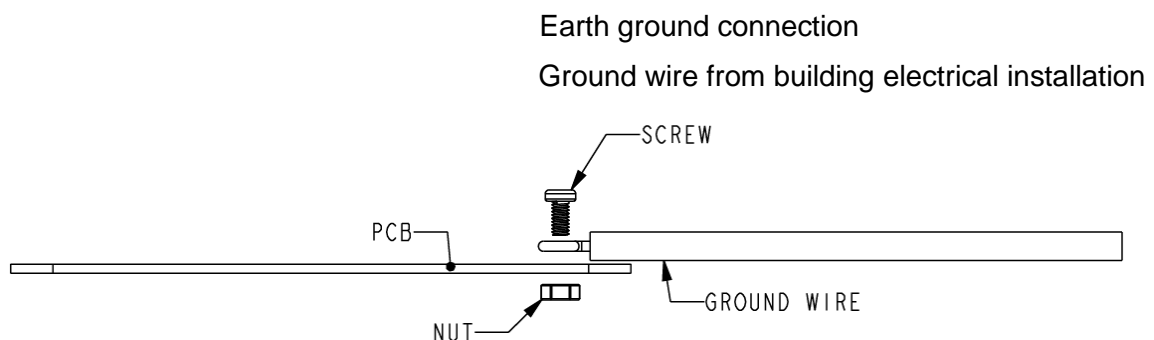 Earth ground connection
Ground wire from building electrical installation
SCREW
PCB
GROUND WIRE
NUT